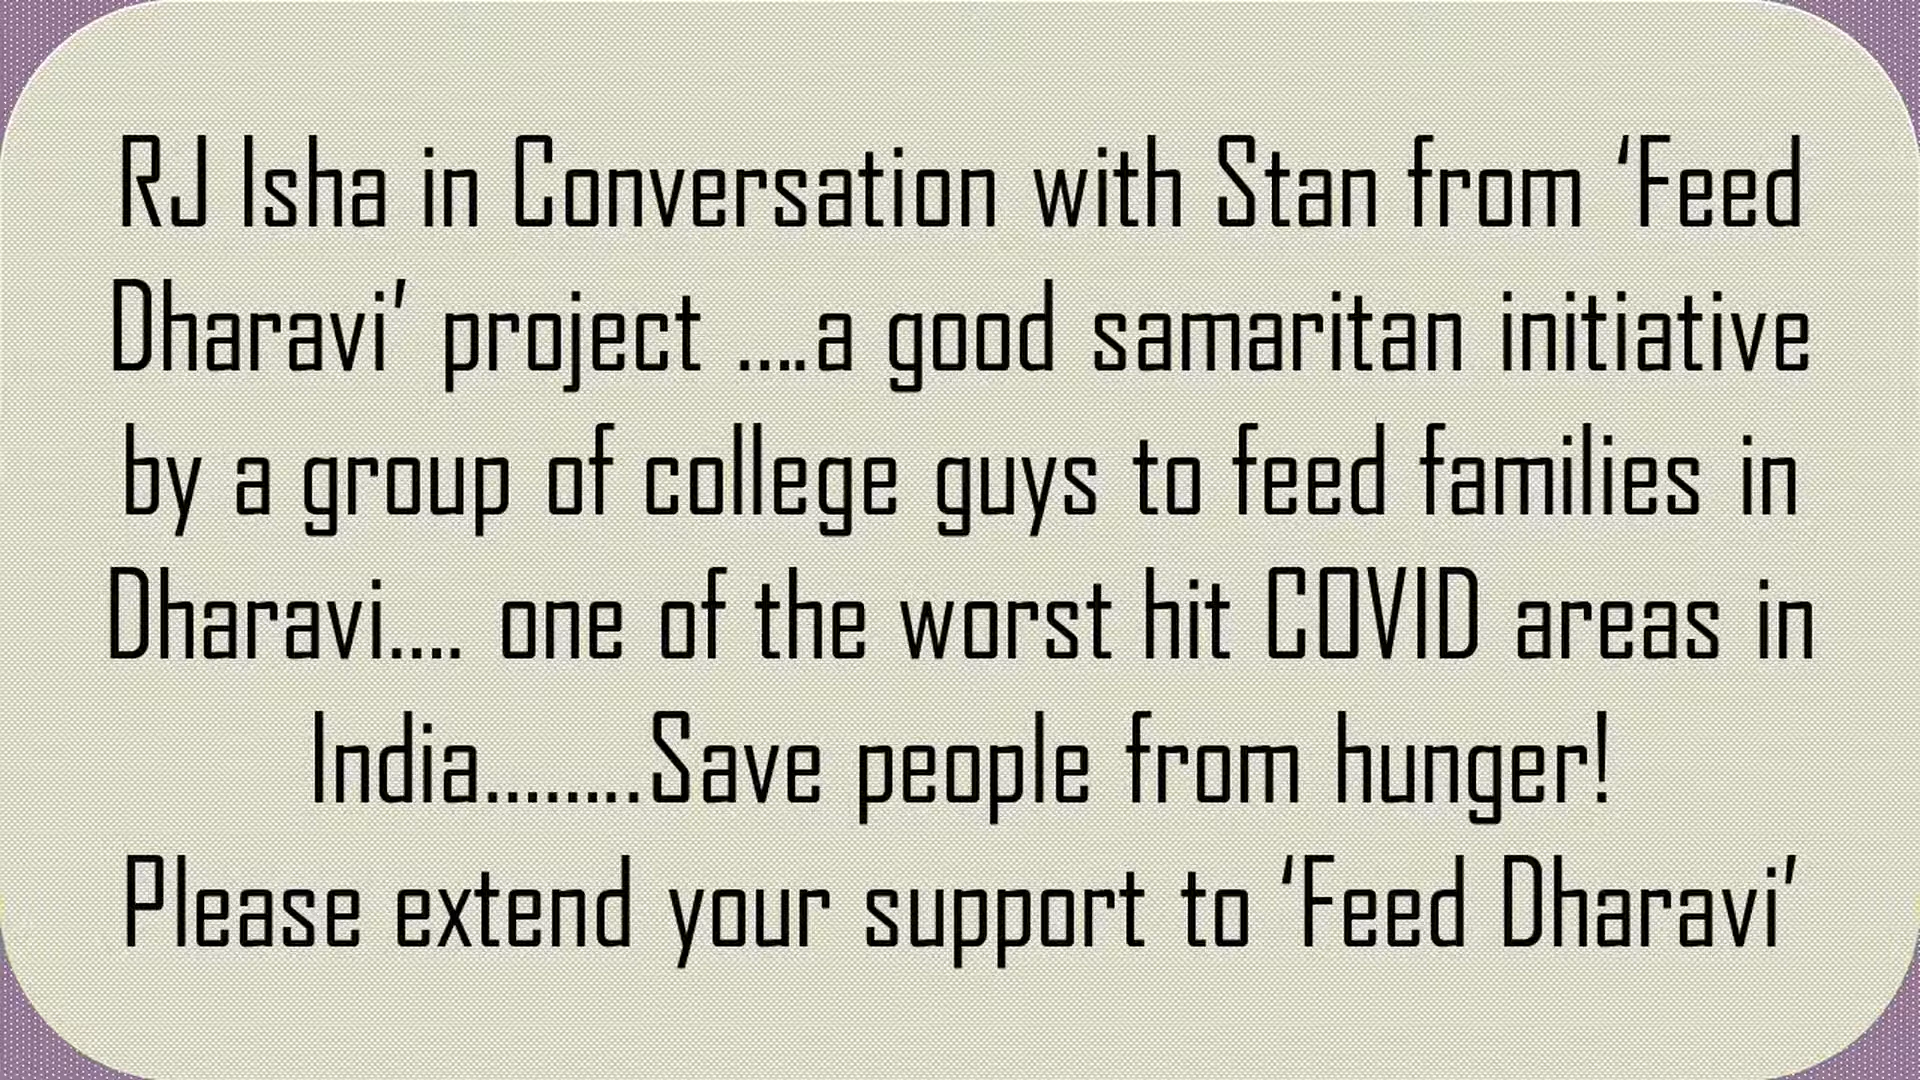 RJ Isha in Conversation with Stan from ‘Feed
Dharavi’ project ....a good samaritan initiative
by a group of college guys to feed families in
Dharavi.... one of the worst hit COVID areas in
India........Save people from hunger!
Please extend your support to ‘Feed Dharavi’